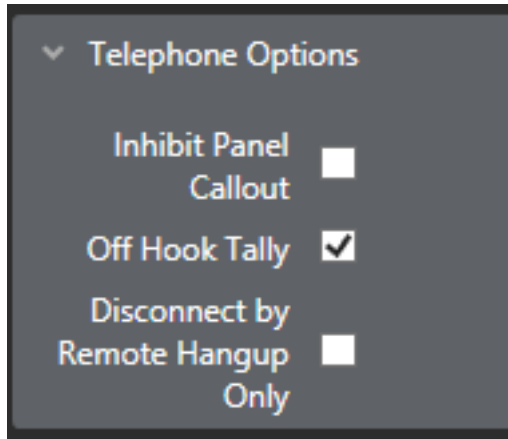 Telephone Options
Inhibit Panel
Callout
Off Hook Tally
Disconnect by
Remote Hangup
Only